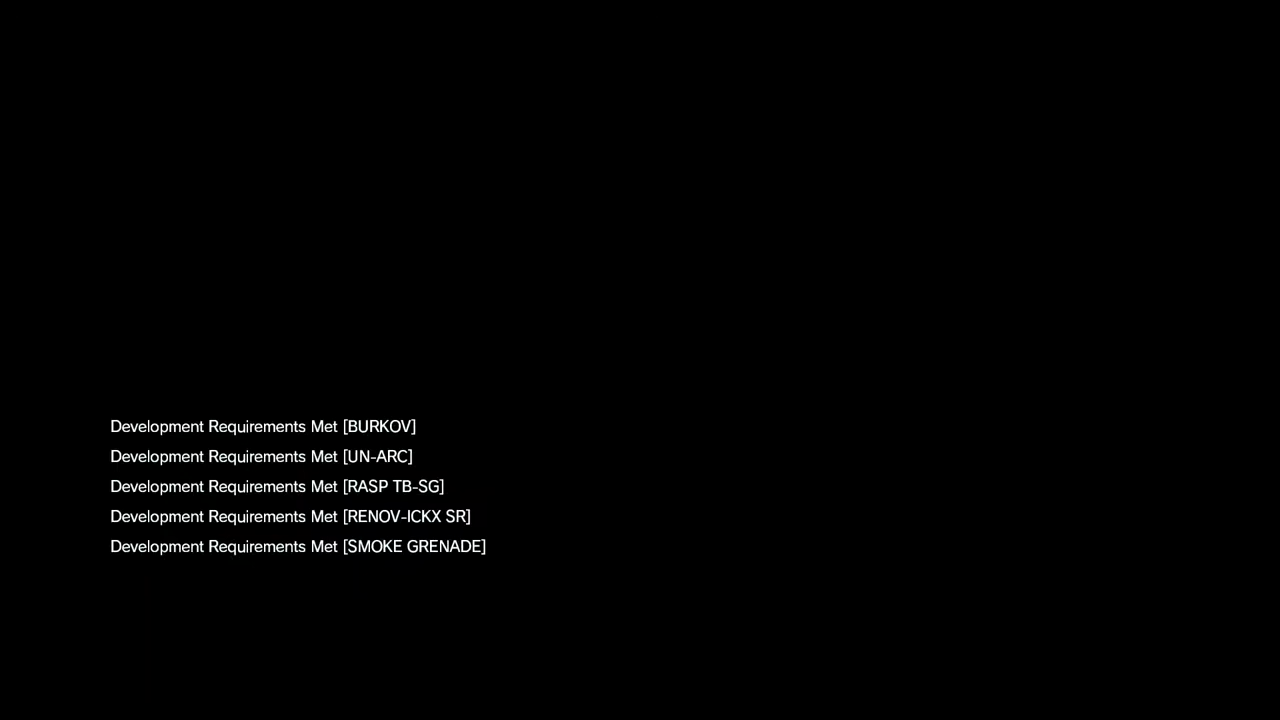 Development Requirements Met [BURKOV]
Development Requirements Met [UN-ARC]
Development Requirements Met [RASP TB-SG]
Development Requirements Met [RENOV-ICKX SR]
Development Requirements Met [SMOKE GRENADE]